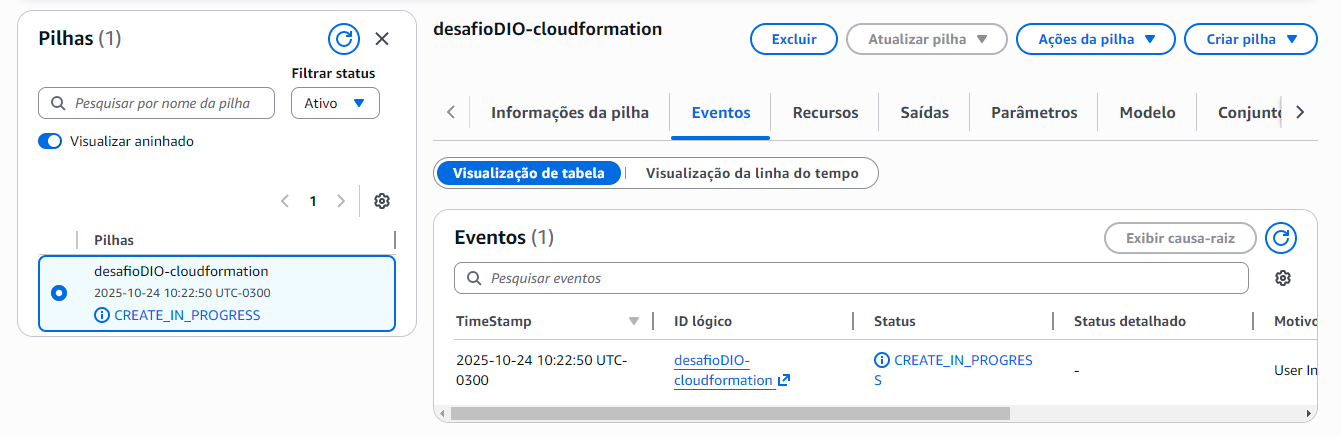 Pilhas (1)
Filtrar status
Pesquisar por nome da pilha
Ativo
Visualizar aninhado
1
Pilhas
desafioDIO-cloudformation
2025-10-24 10:22:50 UTC-0300
CREATE_IN_PROGRESS
desafioDIO-cloudformation
Excluir
Atualizar pilha
Ações da pilha
Criar pilha
Informações da pilha
Eventos
Recursos
Saídas
Parâmetros
Modelo
Conjunto
Visualização de tabela
Visualização da linha do tempo
Eventos (1)
Exibir causa-raiz
Pesquisar eventos
TimeStamp
ID lógico
Status
Status detalhado
Motivo
2025-10-24 10:22:50 UTC-
0300
desafioDIO-
cloudformation
CREATE_IN_PROGRES
S
-
User In